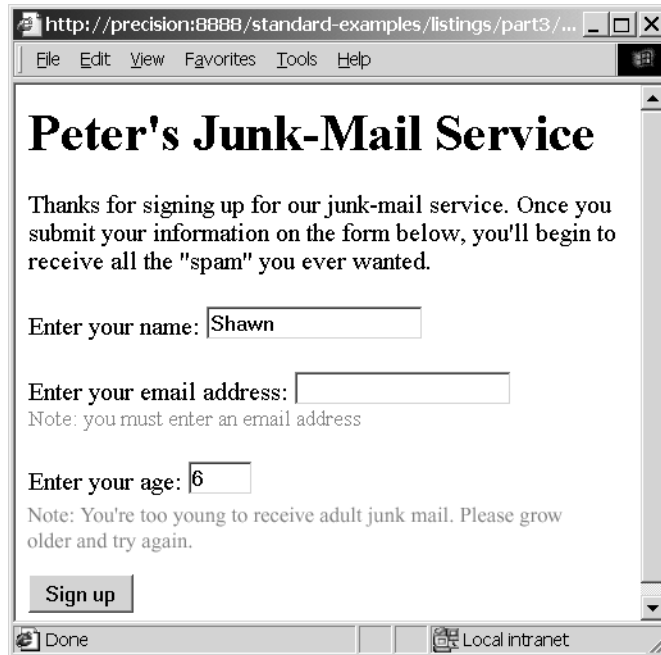 http://precision:8888/standard-examples/listings/part3/...
File Edit View Favorites Tools Help
Peter's Junk-Mail Service
Thanks for signing up for our junk-mail service. Once you
submit your information on the form below, you'll begin to
receive all the "spam" you ever wanted.
Enter your name: Shawn
Enter your email address:
Note: you must enter an email address
Enter your age: 6
Note: You're too young to receive adult junk mail. Please grow
older and try again.
Sign up
Done Local intranet